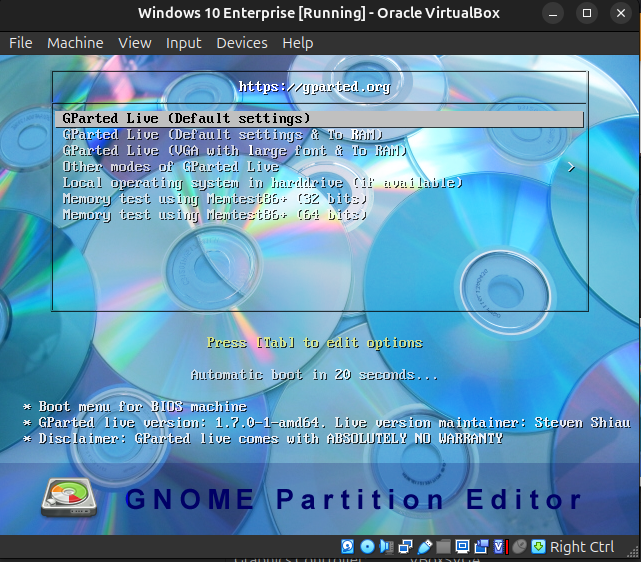 Windows 10 Enterprise [Running] - Oracle VirtualBox
File Machine View Input Devices Help
https://gparted.org
GParted Live (Default settings)
GParted Live (Default settings & To RAM)
GParted Live (VGA with large font & To RAM)
Other modes of GParted Live
Local operating system in harddrive (if available)
Memory test using Memtest86+ (32 bits)
Memory test using Memtest86+ (64 bits)
Press [Tab] to edit options
Automatic boot in 20 seconds...
* Boot menu for BIOS machine
* GParted live version: 1.7.0-1-amd64. Live version maintainer: Steven Shiau
* Disclaimer: GParted live comes with ABSOLUTELY NO WARRANTY
GNOME Partition Editor
Right Ctrl